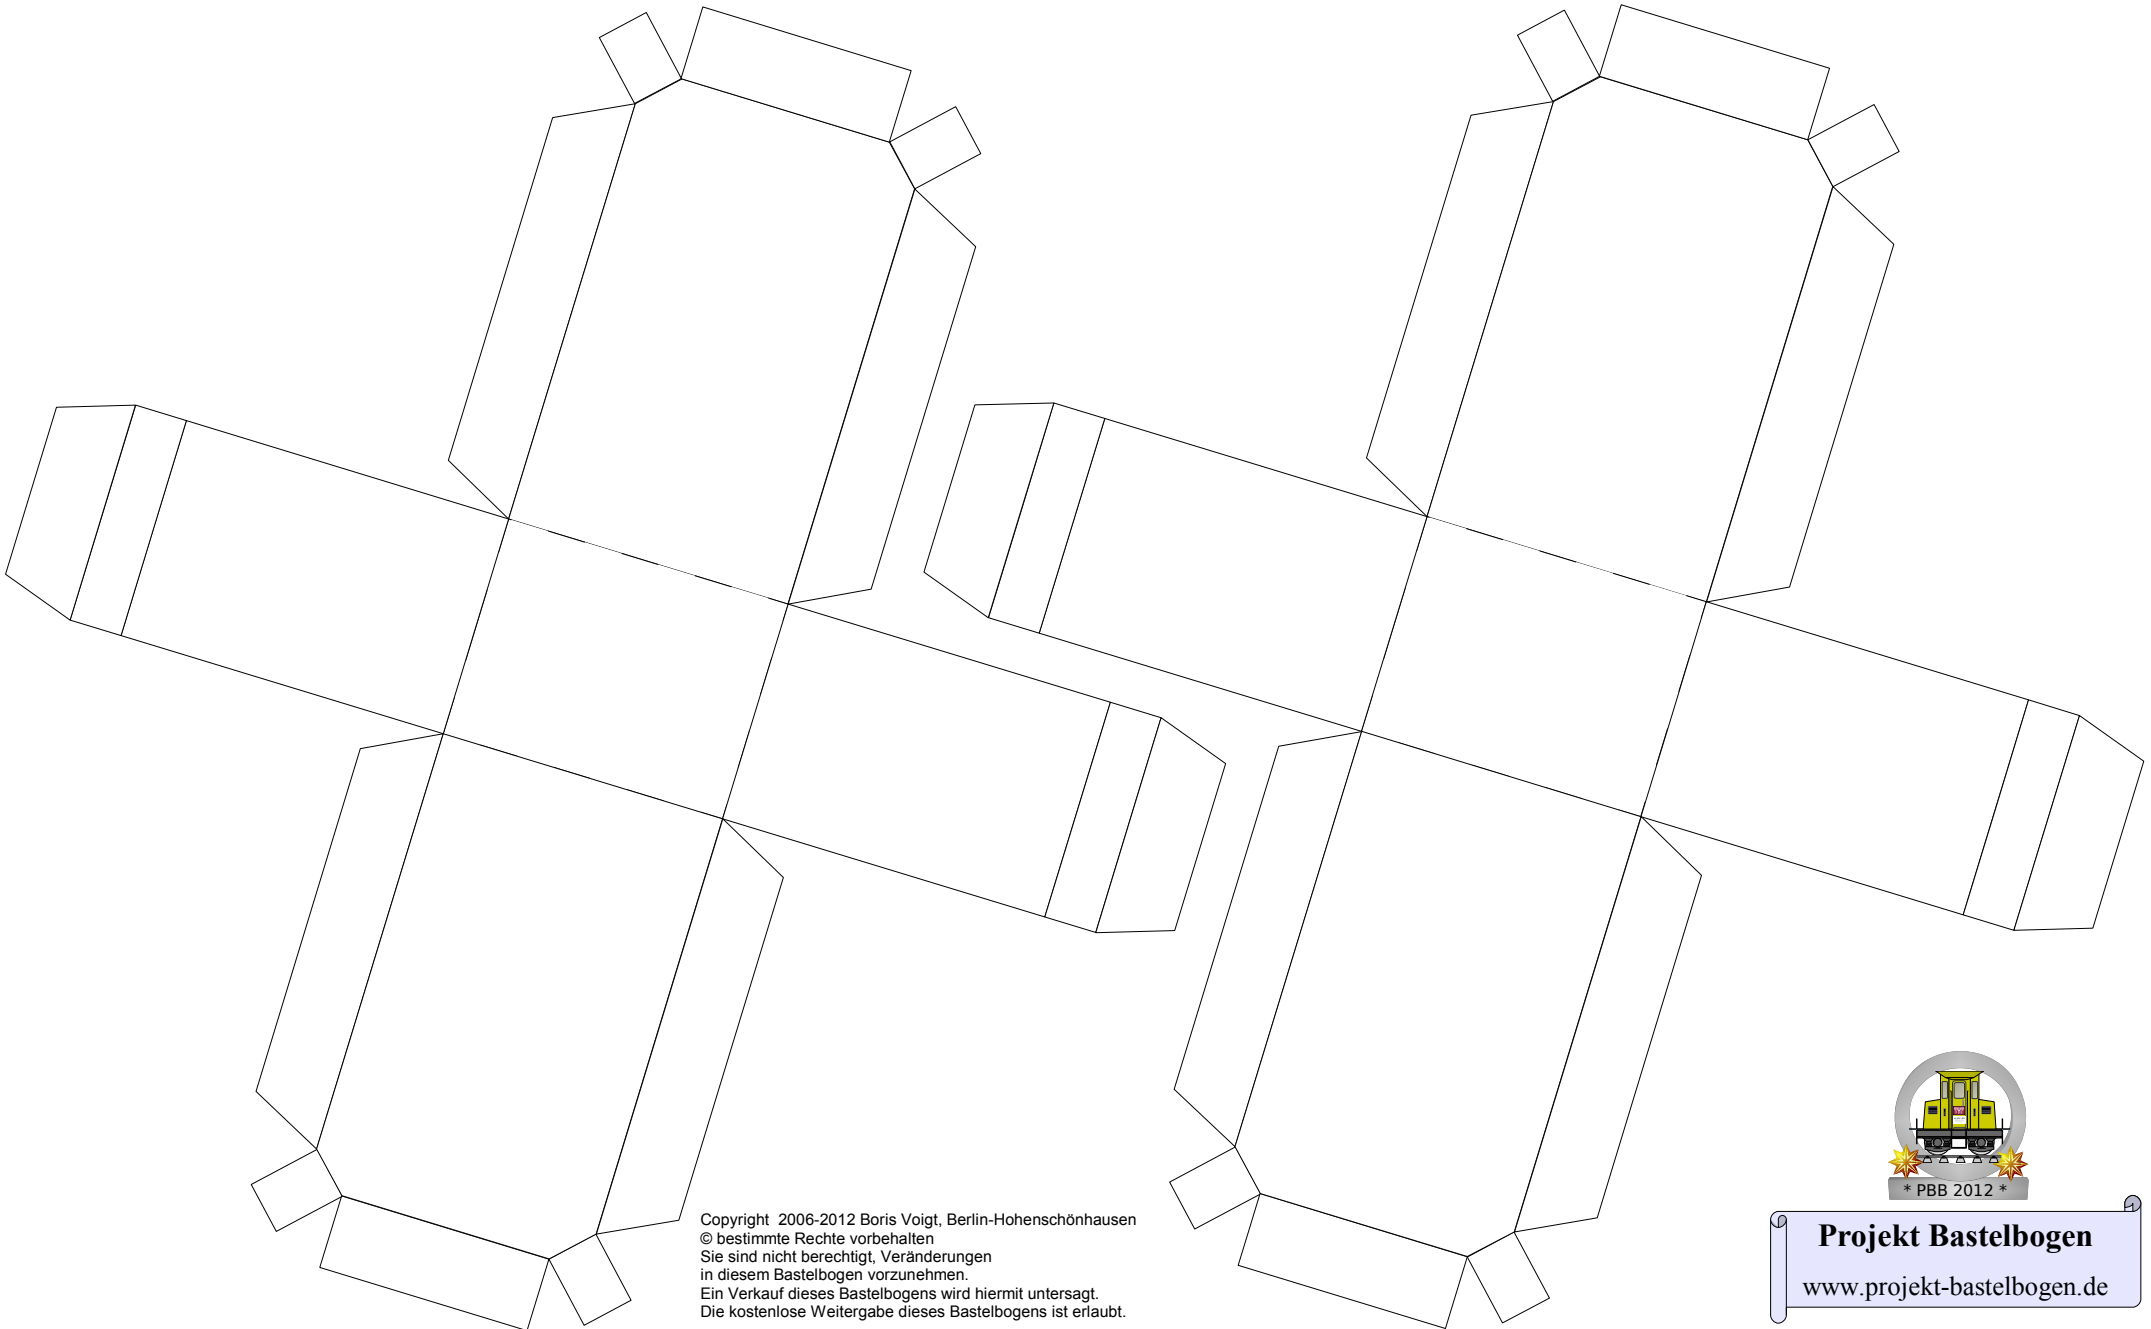 Copyright  2006-2012 Boris Voigt, Berlin-Hohenschönhausen
© bestimmte Rechte vorbehalten
Sie sind nicht berechtigt, Veränderungen
in diesem Bastelbogen vorzunehmen.
Ein Verkauf dieses Bastelbogens wird hiermit untersagt.
Die kostenlose Weitergabe dieses Bastelbogens ist erlaubt.
* PBB 2012 *
Projekt Bastelbogen
www.projekt-bastelbogen.de